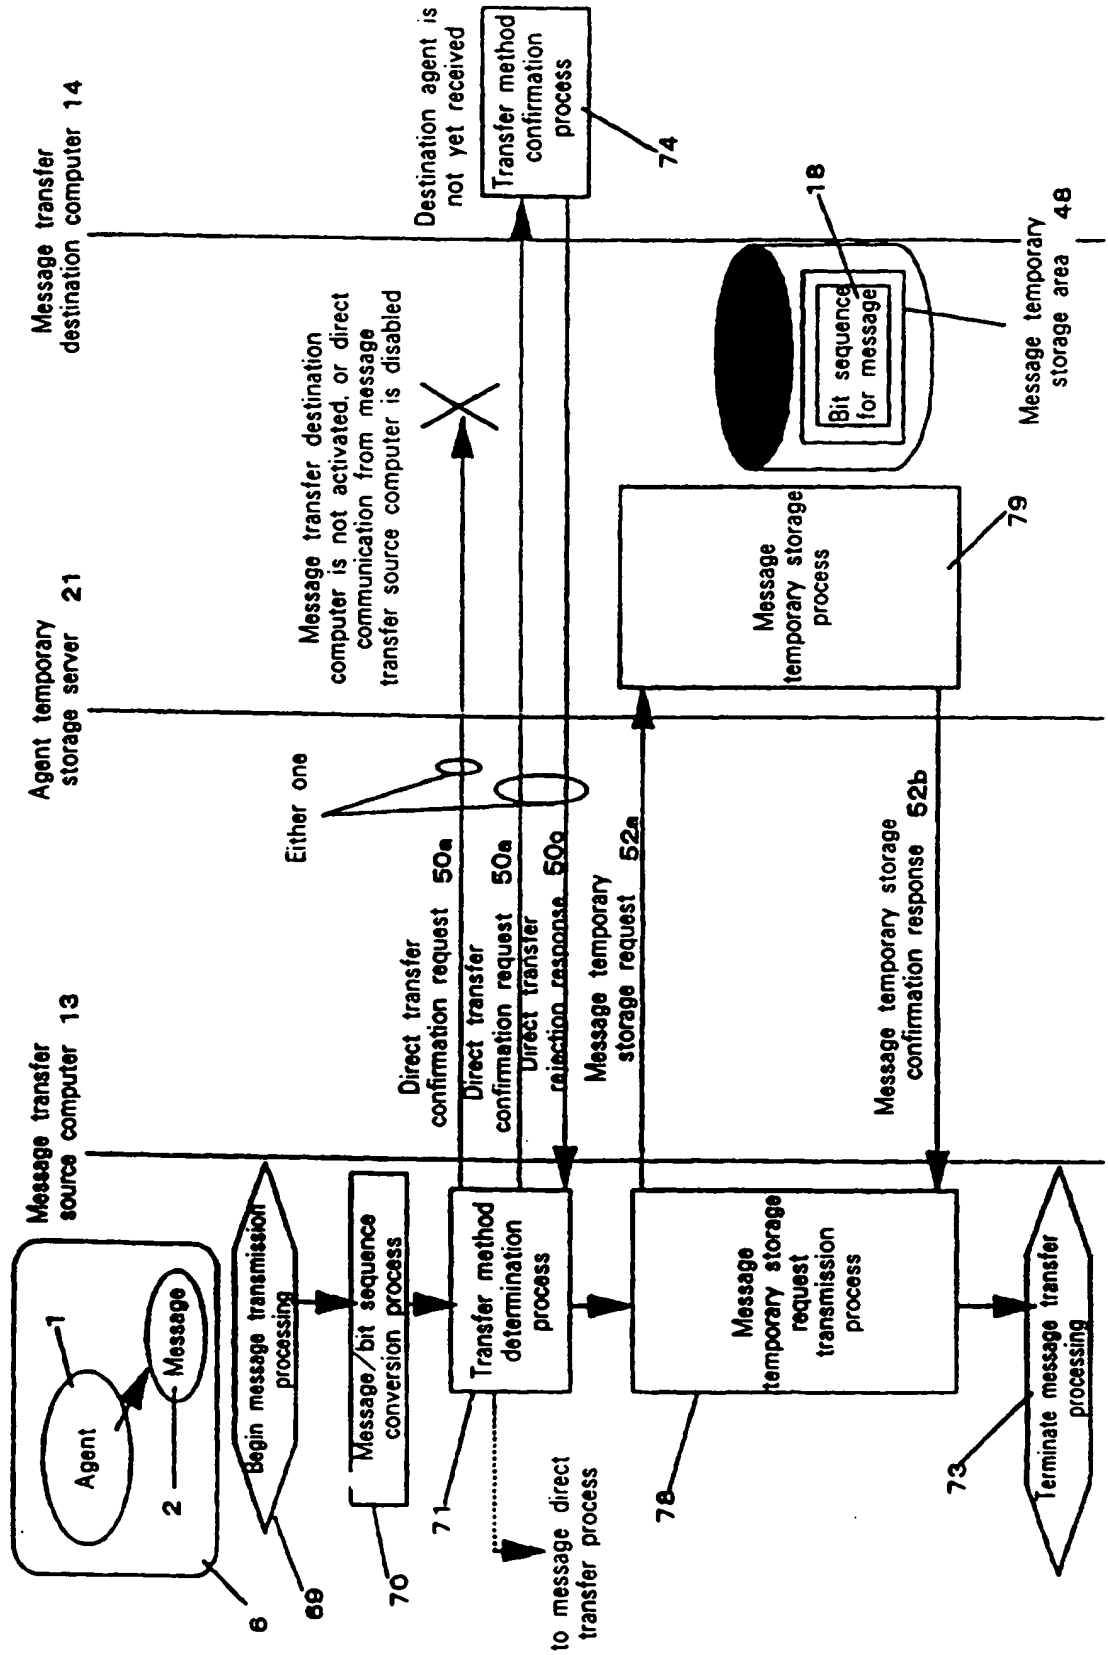 Message transfer
source computer 13
Agent temporary
storage server 21
Message transfer
destination computer 14
1
Agent
Message
2
6
Begin message transmission
processing
69
Message/bit sequence
conversion process
70
Transfer method
determination
process
71
to message direct
transfer process
Direct transfer
confirmation request 50a
Direct transfer
confirmation request 50a
Direct transfer
rejection response 50c
Either one
Message transfer destination
computer is not activated, or direct
communication from message
transfer source computer is disabled
Destination agent is
not yet received
Transfer method
confirmation
process
74
Message temporary
storage request 52a
Message
temporary storage
request
transmission
process
78
Message
temporary storage
process
79
Bit sequence
for message
18
Message temporary
storage area 48
Message temporary storage
confirmation response 52b
Terminate message transfer
processing
73